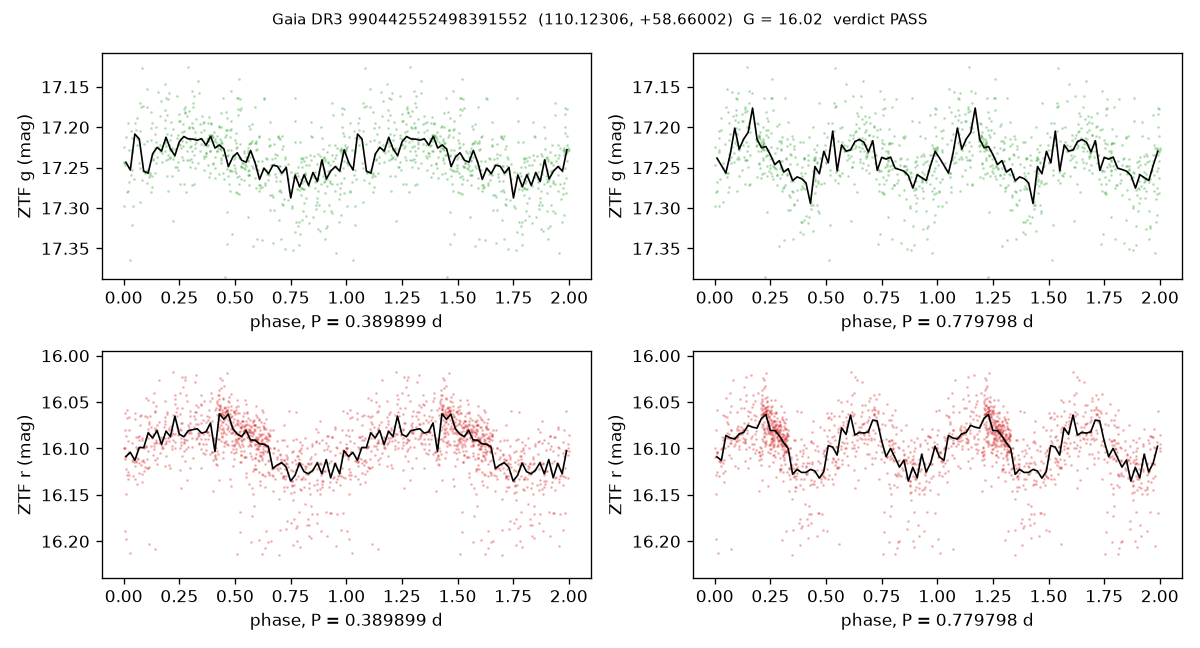 Gaia DR3 990442552498391552  (110.12306, +58.66002)  G = 16.02  verdict PASS
ZTF g (mag)
17.15
17.20
17.25
17.30
17.35
0.00 0.25 0.50 0.75 1.00 1.25 1.50 1.75 2.00
phase, P = 0.389899 d
ZTF g (mag)
17.15
17.20
17.25
17.30
17.35
0.00 0.25 0.50 0.75 1.00 1.25 1.50 1.75 2.00
phase, P = 0.779798 d
ZTF r (mag)
16.00
16.05
16.10
16.15
16.20
0.00 0.25 0.50 0.75 1.00 1.25 1.50 1.75 2.00
phase, P = 0.389899 d
ZTF r (mag)
16.00
16.05
16.10
16.15
16.20
0.00 0.25 0.50 0.75 1.00 1.25 1.50 1.75 2.00
phase, P = 0.779798 d